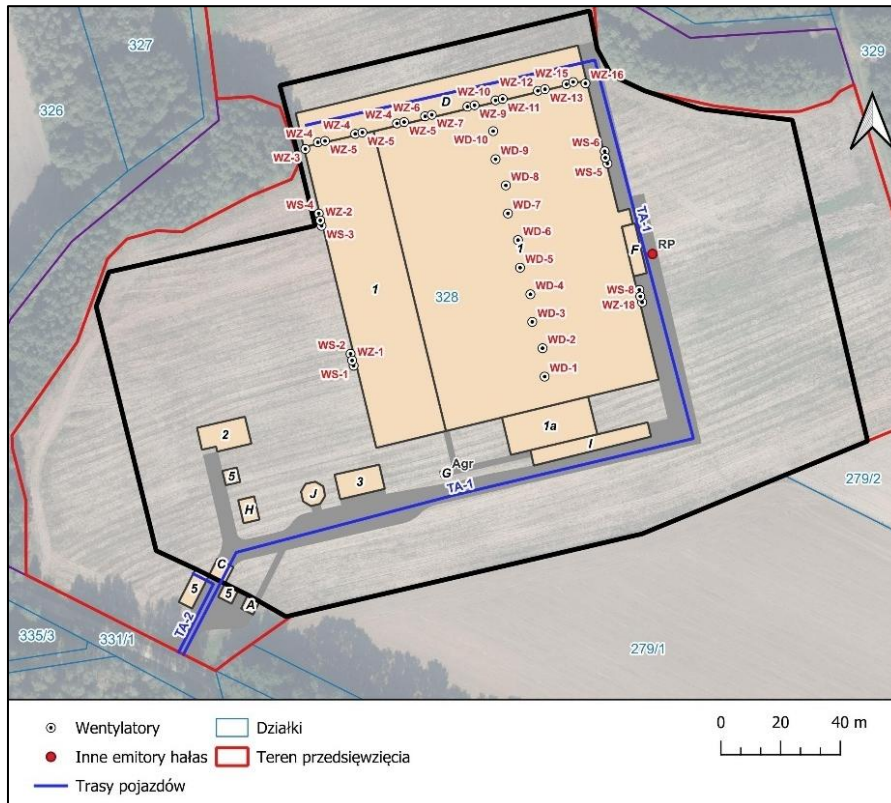 327
329
326
WZ-15
WZ-16
WZ-12
WZ-10
WZ-13
D
WZ-6
WZ-11
WZ-4
WZ-9
WZ-4
WZ-7
WZ-4
WZ-5
WD-10
WZ-5
WZ-5
WZ-3
WS-6
WD-9
WS-5
WD-8
WS-4
WZ-2
WD-7
TA-1
WS-3
WD-6
RP
F
1
WD-5
1
328
WD-4
WS-8
WZ-18
WD-3
WD-2
WS-2
WZ-1
WS-1
WD-1
1a
2
I
Agr
G
5
3
TA-1
J
279/2
H
C
5
5
A
TA-2
335/3
331/1
279/1
Wentylatory
Działki
0 20 40 m
Inne emitory hałas
Teren przedsięwzięcia
Trasy pojazdów